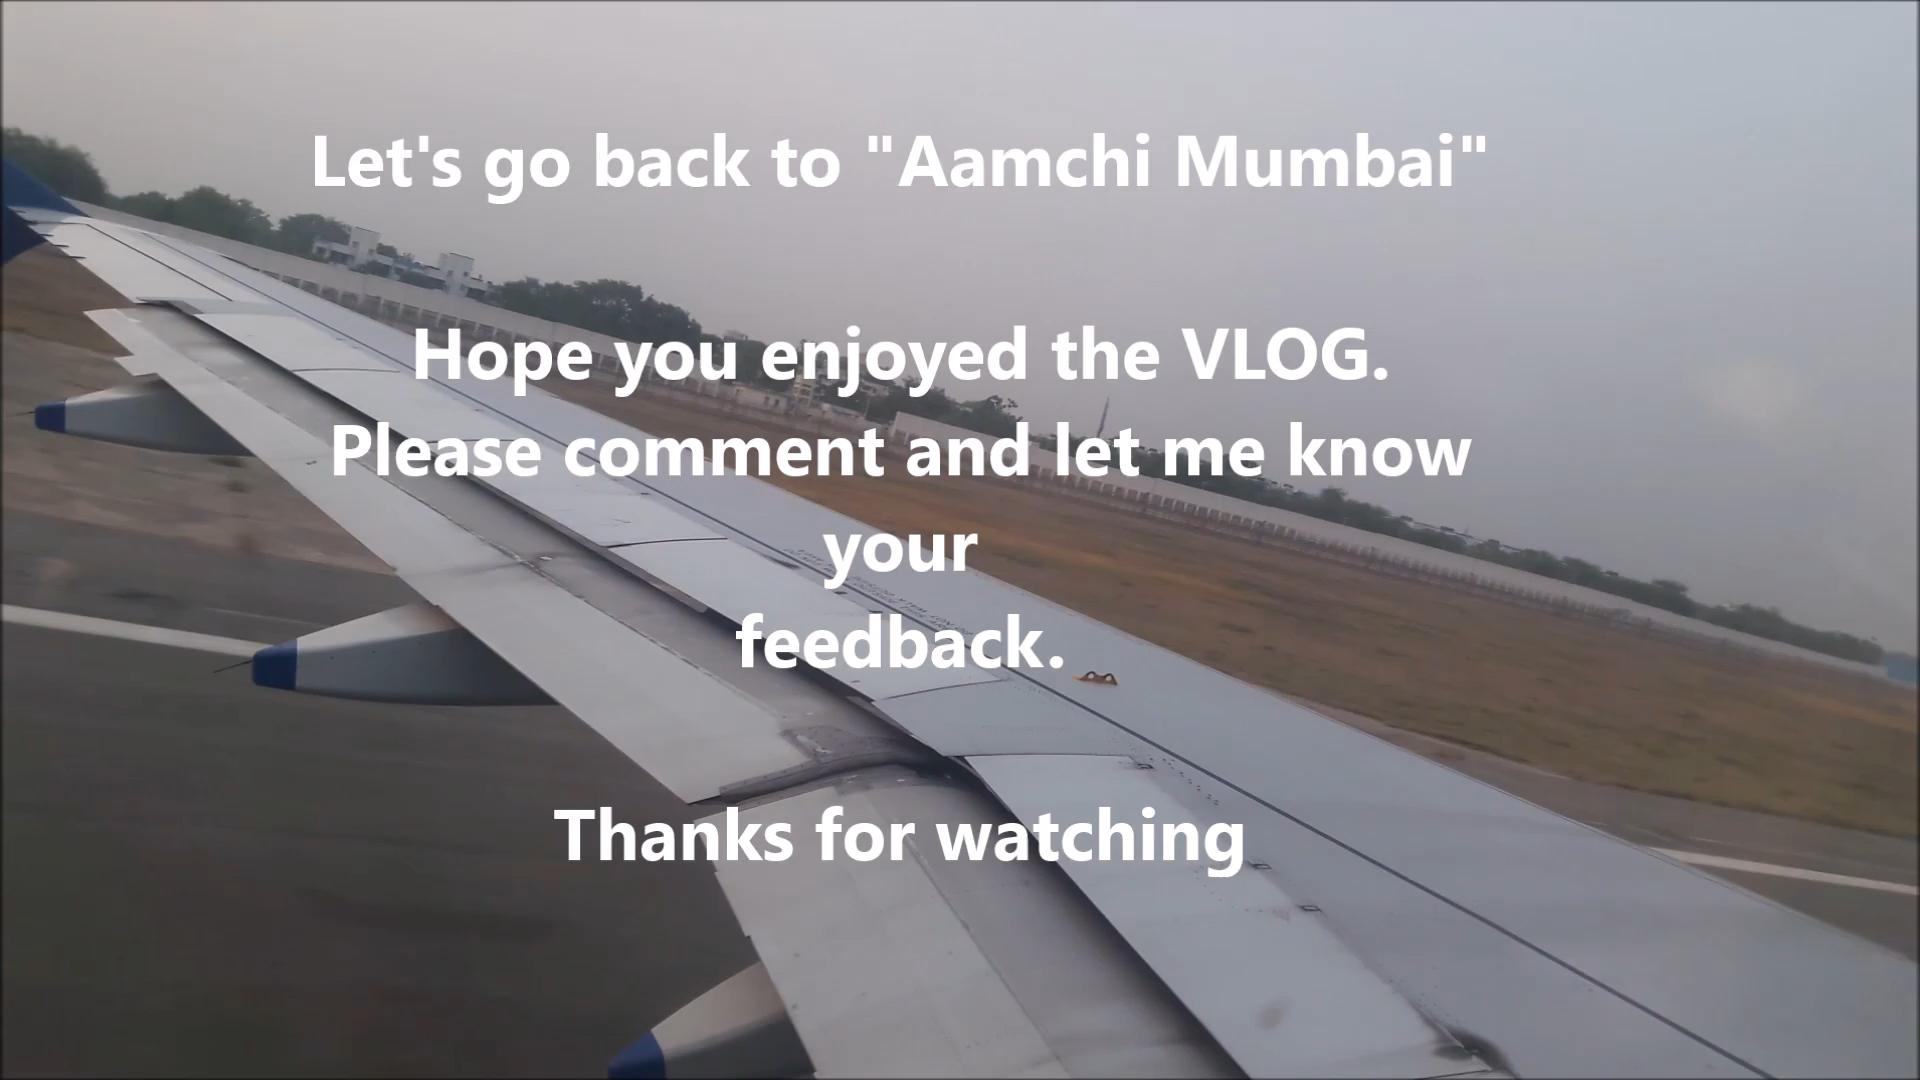 Let's go back to "Aamchi Mumbai"
Hope you enjoyed the VLOG.
Please comment and let me know
your
feedback.
Thanks for watching